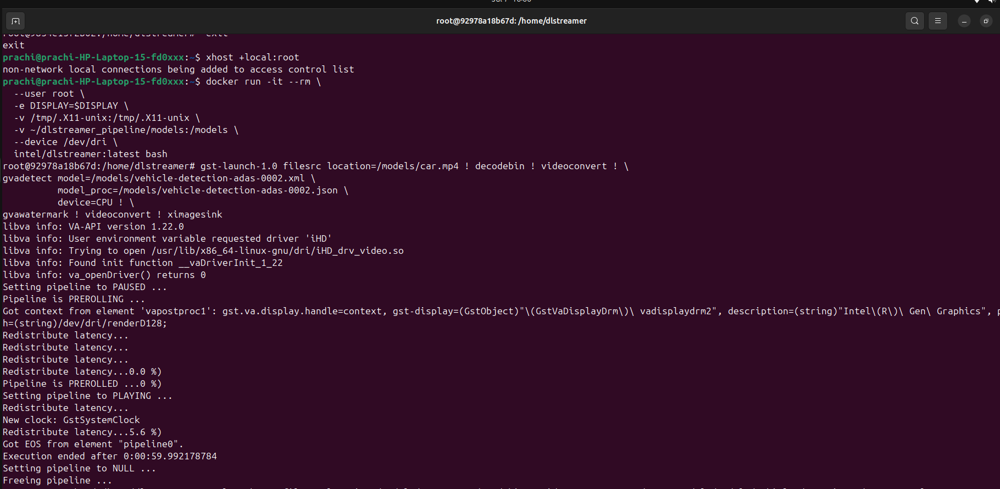 root@92978a18b67d: /home/dlstreamer
exit
prachi@prachi-HP-Laptop-15-fd0xxx:~$ xhost +local:root
non-network local connections being added to access control list
prachi@prachi-HP-Laptop-15-fd0xxx:~$ docker run -it --rm \
  --user root \
  -e DISPLAY=$DISPLAY \
  -v /tmp/.X11-unix:/tmp/.X11-unix \
  -v ~/dlstreamer_pipeline/models:/models \
  --device /dev/dri \
  intel/dlstreamer:latest bash
root@92978a18b67d:/home/dlstreamer# gst-launch-1.0 filesrc location=/models/car.mp4 ! decodebin ! videoconvert ! \
gvadetect model=/models/vehicle-detection-adas-0002.xml \
          model_proc=/models/vehicle-detection-adas-0002.json \
          device=CPU ! \
gvawatermark ! videoconvert ! ximagesink
libva info: VA-API version 1.22.0
libva info: User environment variable requested driver 'iHD'
libva info: Trying to open /usr/lib/x86_64-linux-gnu/dri/iHD_drv_video.so
libva info: Found init function __vaDriverInit_1_22
libva info: va_openDriver() returns 0
Setting pipeline to PAUSED ...
Pipeline is PREROLLING ...
Got context from element 'vapostproc1': gst.va.display.handle=context, gst-display=(GstObject)"\(GstVaDisplayDrm\)\ vadisplaydrm2", description=(string)"Intel\(R\)\ Gen\ Graphics", p
h=(string)/dev/dri/renderD128;
Redistribute latency...
Redistribute latency...
Redistribute latency...
Redistribute latency...0.0 %)
Pipeline is PREROLLED ...0 %)
Setting pipeline to PLAYING ...
Redistribute latency...
New clock: GstSystemClock
Redistribute latency...5.6 %)
Got EOS from element "pipeline0".
Execution ended after 0:00:59.992178784
Setting pipeline to NULL ...
Freeing pipeline ...